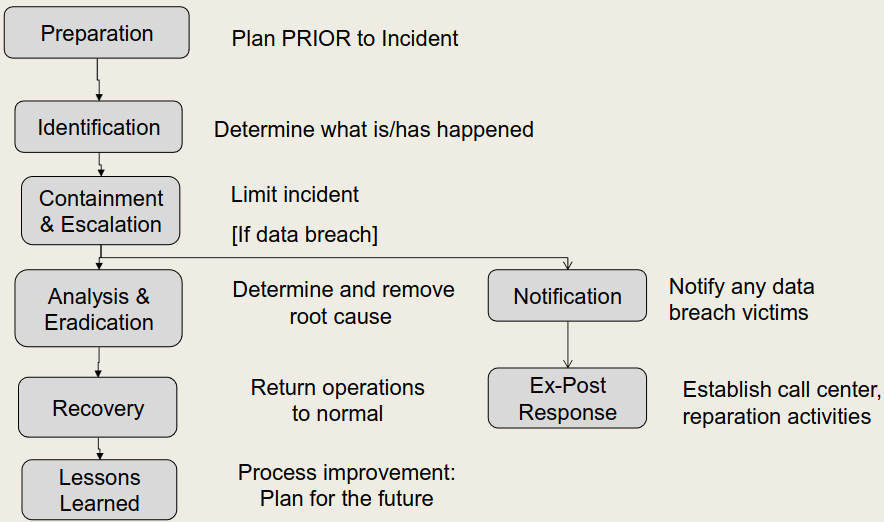 Preparation
Plan PRIOR to Incident
Identification
Determine what is/has happened
Containment
& Escalation
Limit incident
[If data breach]
Analysis &
Eradication
Determine and remove
root cause
Notification
Notify any data
breach victims
Recovery
Return operations
to normal
Ex-Post
Response
Establish call center,
reparation activities
Lessons
Learned
Process improvement:
Plan for the future